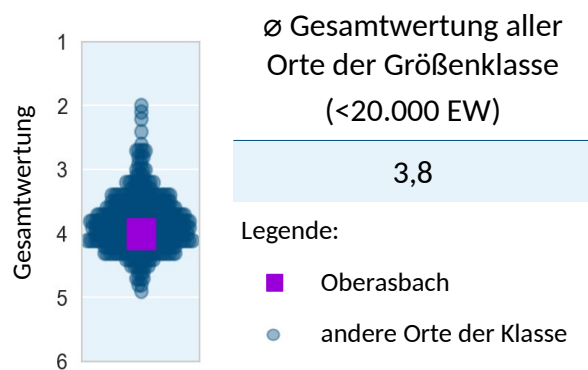 Gesamtwertung
1
2
3
4
5
6
⌀ Gesamtwertung aller
Orte der Größenklasse
(<20.000 EW)
3,8
Legende:
Oberasbach
andere Orte der Klasse